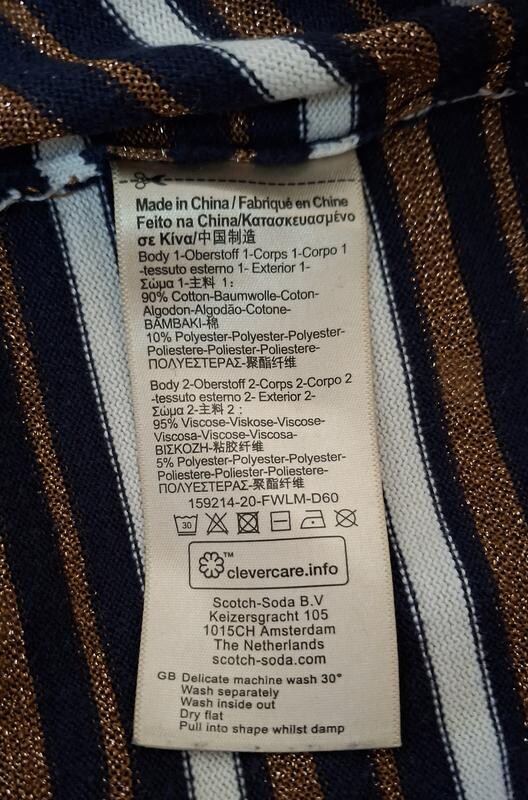 Made in China / Fabriqué en Chine
Feito na China/Κατασκευασμένο
σε Κίνα/中国制造
Body 1-Oberstoff 1-Corps 1-Corpo 1
-tessuto esterno 1- Exterior 1-
Σώμα 1-主料 1:
90% Cotton-Baumwolle-Coton-
Algodon-Algodão-Cotone-
ΒΑΜΒΑΚΙ-棉
10% Polyester-Polyester-Polyester-
Poliestere-Poliester-Poliestere-
ΠΟΛΥΕΣΤΕΡΑΣ-聚酯纤维
Body 2-Oberstoff 2-Corps 2-Corpo 2
-tessuto esterno 2- Exterior 2-
Σώμα 2-主料 2:
95% Viscose-Viskose-Viscose-
Viscosa-Viscose-Viscosa-
ΒΙΣΚΟΖΗ-粘胶纤维
5% Polyester-Polyester-Polyester-
Poliestere-Poliester-Poliestere-
ΠΟΛΥΕΣΤΕΡΑΣ-聚酯纤维
159214-20-FWLM-D60
30
™
clevercare.info
Scotch-Soda B.V
Keizersgracht 105
1015CH Amsterdam
The Netherlands
scotch-soda.com
GB Delicate machine wash 30°
Wash separately
Wash inside out
Dry flat
Pull into shape whilst damp